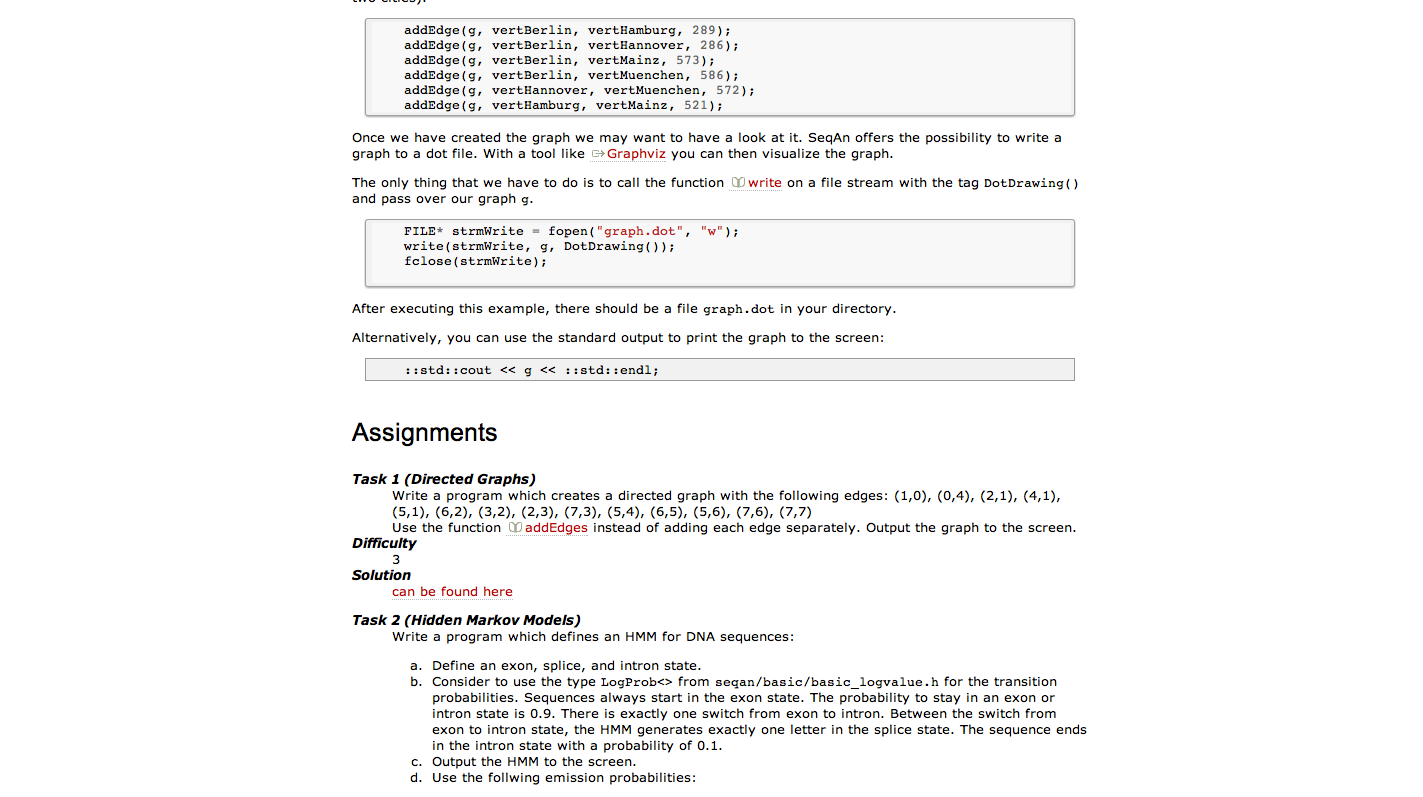 two cities).
addEdge(g, vertBerlin, vertHamburg, 289);
addEdge(g, vertBerlin, vertHannover, 286);
addEdge(g, vertBerlin, vertMainz, 573);
addEdge(g, vertBerlin, vertMuenchen, 586);
addEdge(g, vertHannover, vertMuenchen, 572);
addEdge(g, vertHamburg, vertMainz, 521);
Once we have created the graph we may want to have a look at it. SeqAn offers the possibility to write a
graph to a dot file. With a tool like Graphviz you can then visualize the graph.
The only thing that we have to do is to call the function write on a file stream with the tag DotDrawing()
and pass over our graph g.
FILE* strmWrite = fopen("graph.dot", "w");
write(strmWrite, g, DotDrawing());
fclose(strmWrite);
After executing this example, there should be a file graph.dot in your directory.
Alternatively, you can use the standard output to print the graph to the screen:
::std::cout << g << ::std::endl;
Assignments
Task 1 (Directed Graphs)
Write a program which creates a directed graph with the following edges: (1,0), (0,4), (2,1), (4,1),
(5,1), (6,2), (3,2), (2,3), (7,3), (5,4), (6,5), (5,6), (7,6), (7,7)
Use the function addEdges instead of adding each edge separately. Output the graph to the screen.
Difficulty
3
Solution
can be found here
Task 2 (Hidden Markov Models)
Write a program which defines an HMM for DNA sequences:
a. Define an exon, splice, and intron state.
b. Consider to use the type LogProb<> from seqan/basic/basic_logvalue.h for the transition
probabilities. Sequences always start in the exon state. The probability to stay in an exon or
intron state is 0.9. There is exactly one switch from exon to intron. Between the switch from
exon to intron state, the HMM generates exactly one letter in the splice state. The sequence ends
in the intron state with a probability of 0.1.
c. Output the HMM to the screen.
d. Use the follwing emission probabilities: